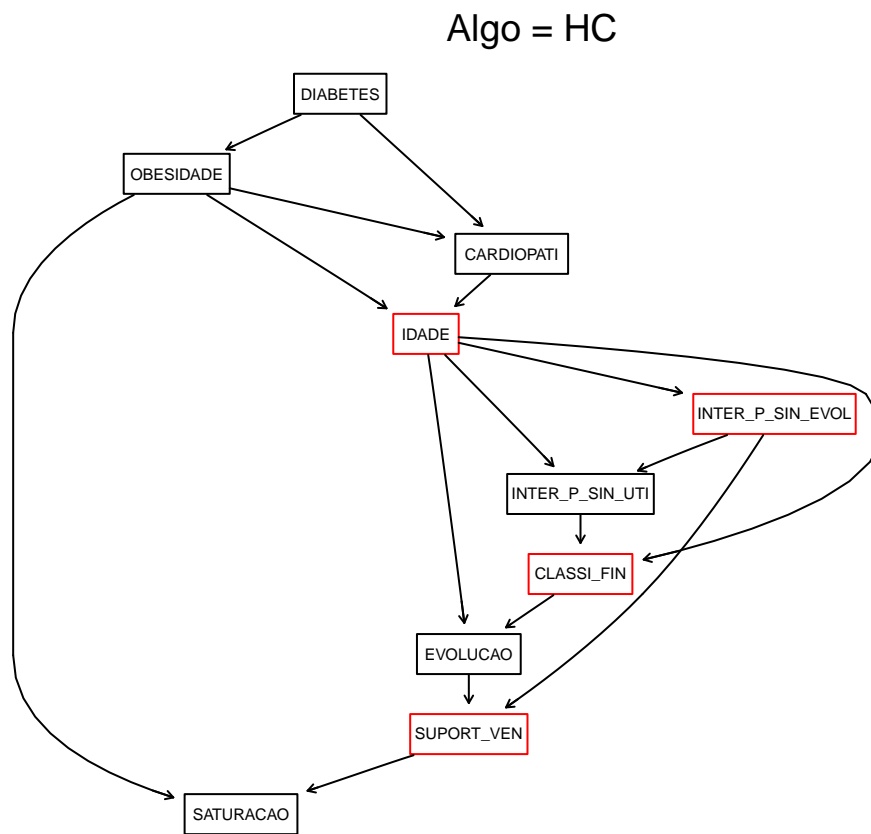 Algo = HC
DIABETES
OBESIDADE
CARDIOPATI
IDADE
INTER_P_SIN_EVOL
INTER_P_SIN_UTI
CLASSI_FIN
EVOLUCAO
SUPORT_VEN
SATURACAO